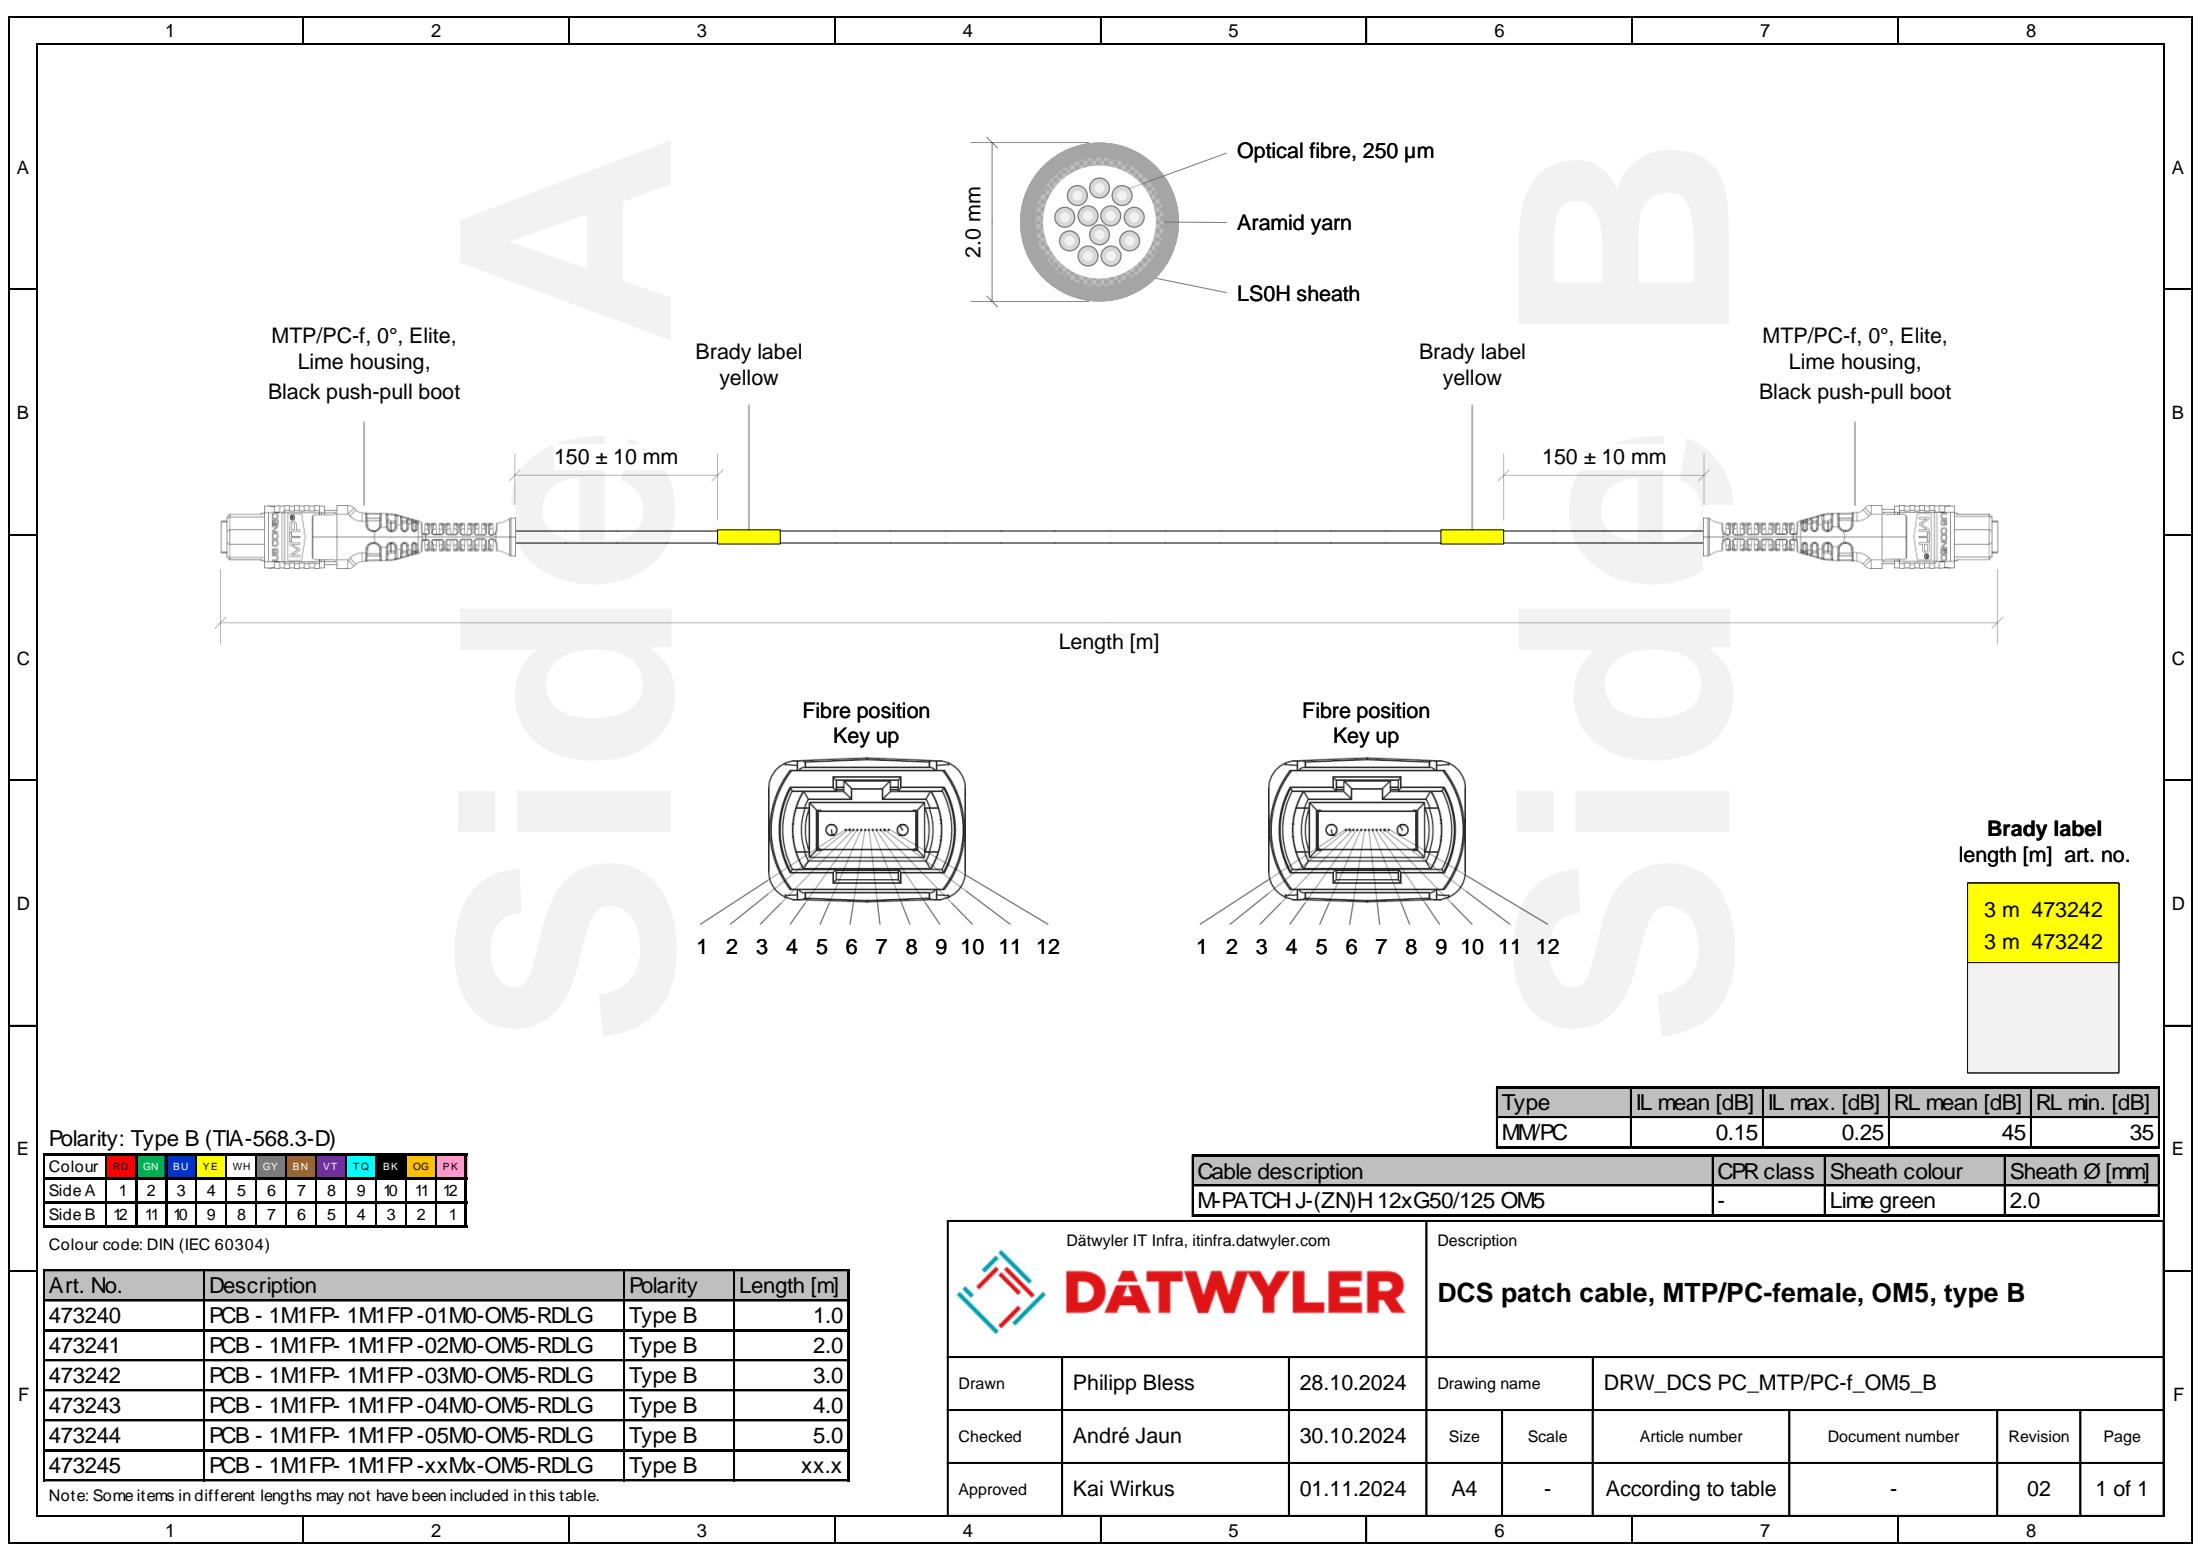 1 2 3 4 5 6 7 8
A A
B B
C C
D D
E E
F F
Side A
Side B
Optical fibre, 250 µm
Aramid yarn
LS0H sheath
2.0 mm
MTP/PC-f, 0°, Elite,
Lime housing,
Black push-pull boot
Brady label
yellow
Brady label
yellow
MTP/PC-f, 0°, Elite,
Lime housing,
Black push-pull boot
150 ± 10 mm
150 ± 10 mm
MTP®
MTP®
Length [m]
Fibre position
Key up
Fibre position
Key up
1 2 3 4 5 6 7 8 9 10 11 12
1 2 3 4 5 6 7 8 9 10 11 12
Brady label
length [m] art. no.
3 m 473242
3 m 473242
Type IL mean [dB] IL max. [dB] RL mean [dB] RL min. [dB]
MM/PC 0.15 0.25 45 35
Polarity: Type B (TIA-568.3-D)
Colour RD GN BU YE WH GY BN VT TQ BK OG PK
Side A 1 2 3 4 5 6 7 8 9 10 11 12
Side B 12 11 10 9 8 7 6 5 4 3 2 1
Colour code: DIN (IEC 60304)
Cable description CPR class Sheath colour Sheath Ø [mm]
M-PATCH J-(ZN)H 12xG50/125 OM5 - Lime green 2.0
Art. No. Description Polarity Length [m]
473240 PCB - 1M1FP- 1M1FP -01M0-OM5-RDLG Type B 1.0
473241 PCB - 1M1FP- 1M1FP -02M0-OM5-RDLG Type B 2.0
473242 PCB - 1M1FP- 1M1FP -03M0-OM5-RDLG Type B 3.0
473243 PCB - 1M1FP- 1M1FP -04M0-OM5-RDLG Type B 4.0
473244 PCB - 1M1FP- 1M1FP -05M0-OM5-RDLG Type B 5.0
473245 PCB - 1M1FP- 1M1FP -xxMx-OM5-RDLG Type B xx.x
Note: Some items in different lengths may not have been included in this table.
Dätwyler IT Infra, itinfra.datwyler.com
DATWYLER
Description
DCS patch cable, MTP/PC-female, OM5, type B
Drawn Philipp Bless 28.10.2024 Drawing name DRW_DCS PC_MTP/PC-f_OM5_B
Checked André Jaun 30.10.2024 Size Scale Article number Document number Revision Page
Approved Kai Wirkus 01.11.2024 A4 - According to table - 02 1 of 1
1 2 3 4 5 6 7 8